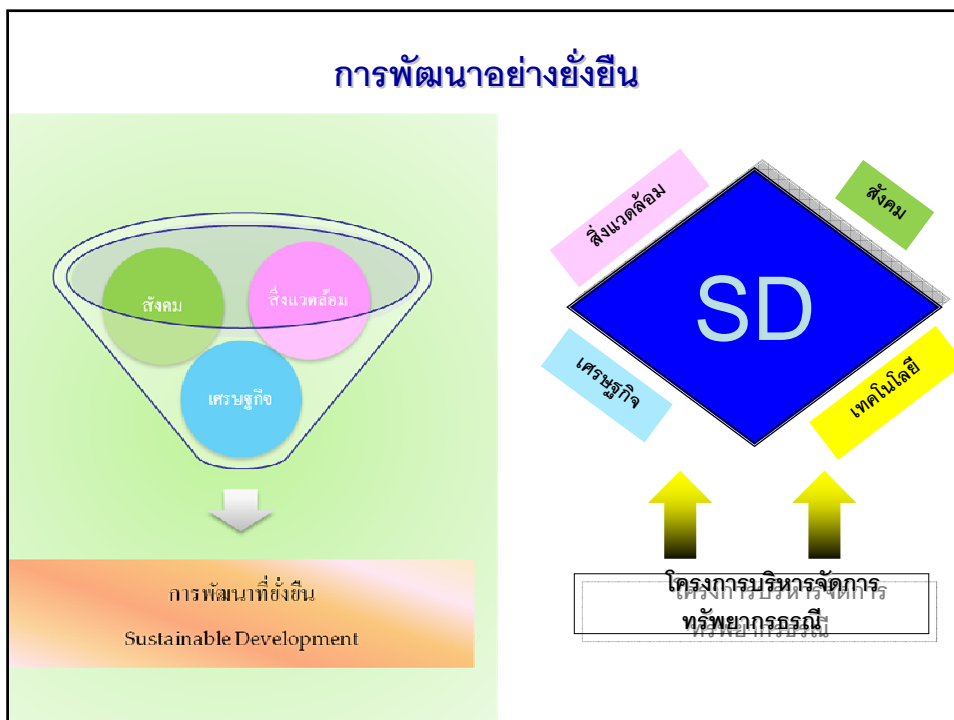 การพัฒนาอย่างยั่งยืน
สังคม
สิ่งแวดล้อม
เศรษฐกิจ
การพัฒนาที่ยั่งยืน
Sustainable Development
สิ่งแวดล้อม
สังคม
SD
เศรษฐกิจ
เทคโนโลยี
โครงการบริหารจัดการ
ทรัพยากรธรณี